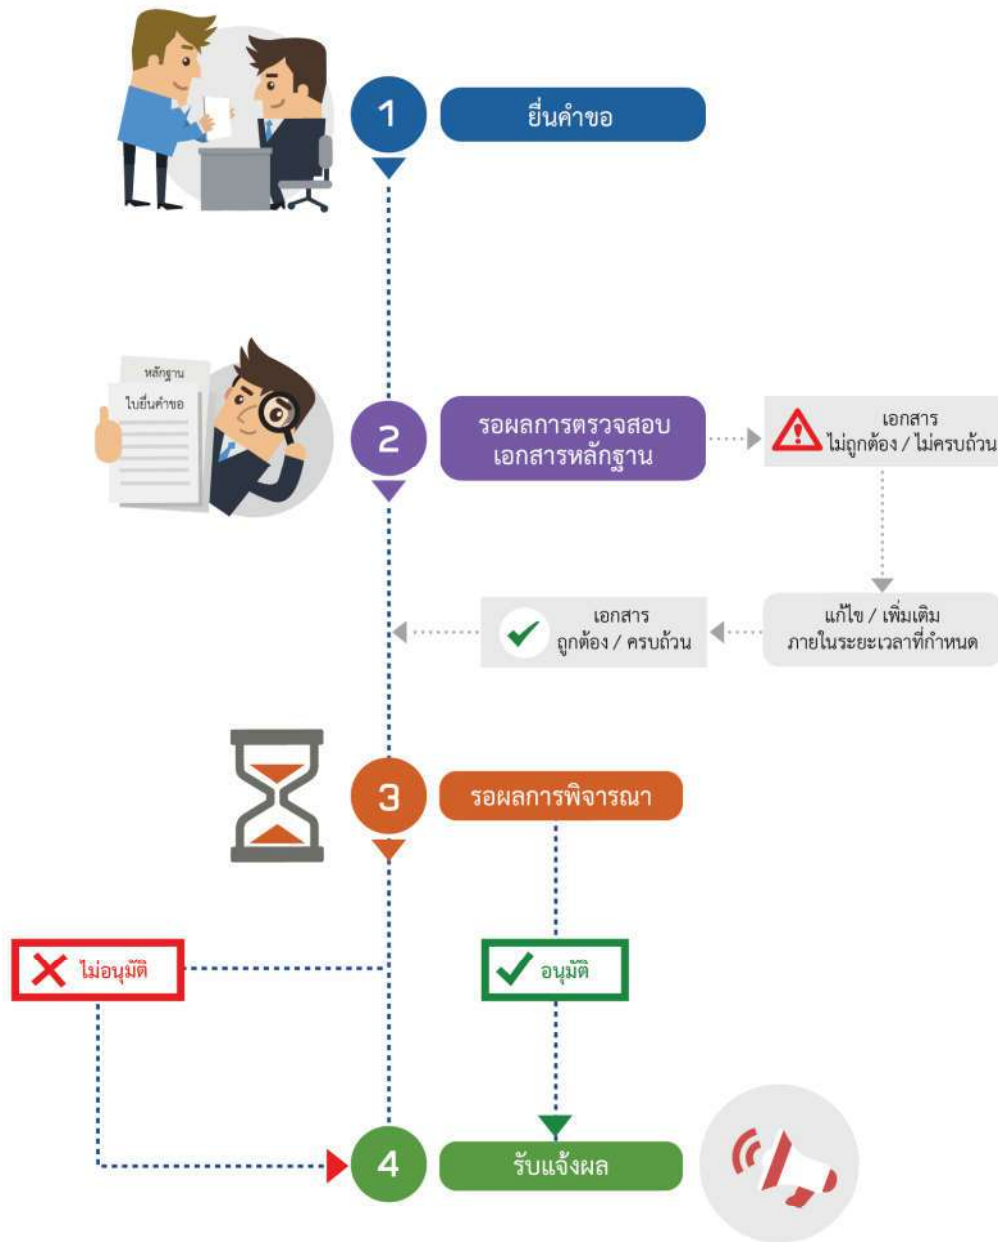 1
ยื่นคำขอ
หลักฐาน
ใบยื่นคำขอ
2
รอผลการตรวจสอบ
เอกสารหลักฐาน
เอกสาร
ไม่ถูกต้อง / ไม่ครบถ้วน
แก้ไข / เพิ่มเติม
ภายในระยะเวลาที่กำหนด
เอกสาร
ถูกต้อง / ครบถ้วน
3
รอผลการพิจารณา
ไม่อนุมัติ
อนุมัติ
4
รับแจ้งผล